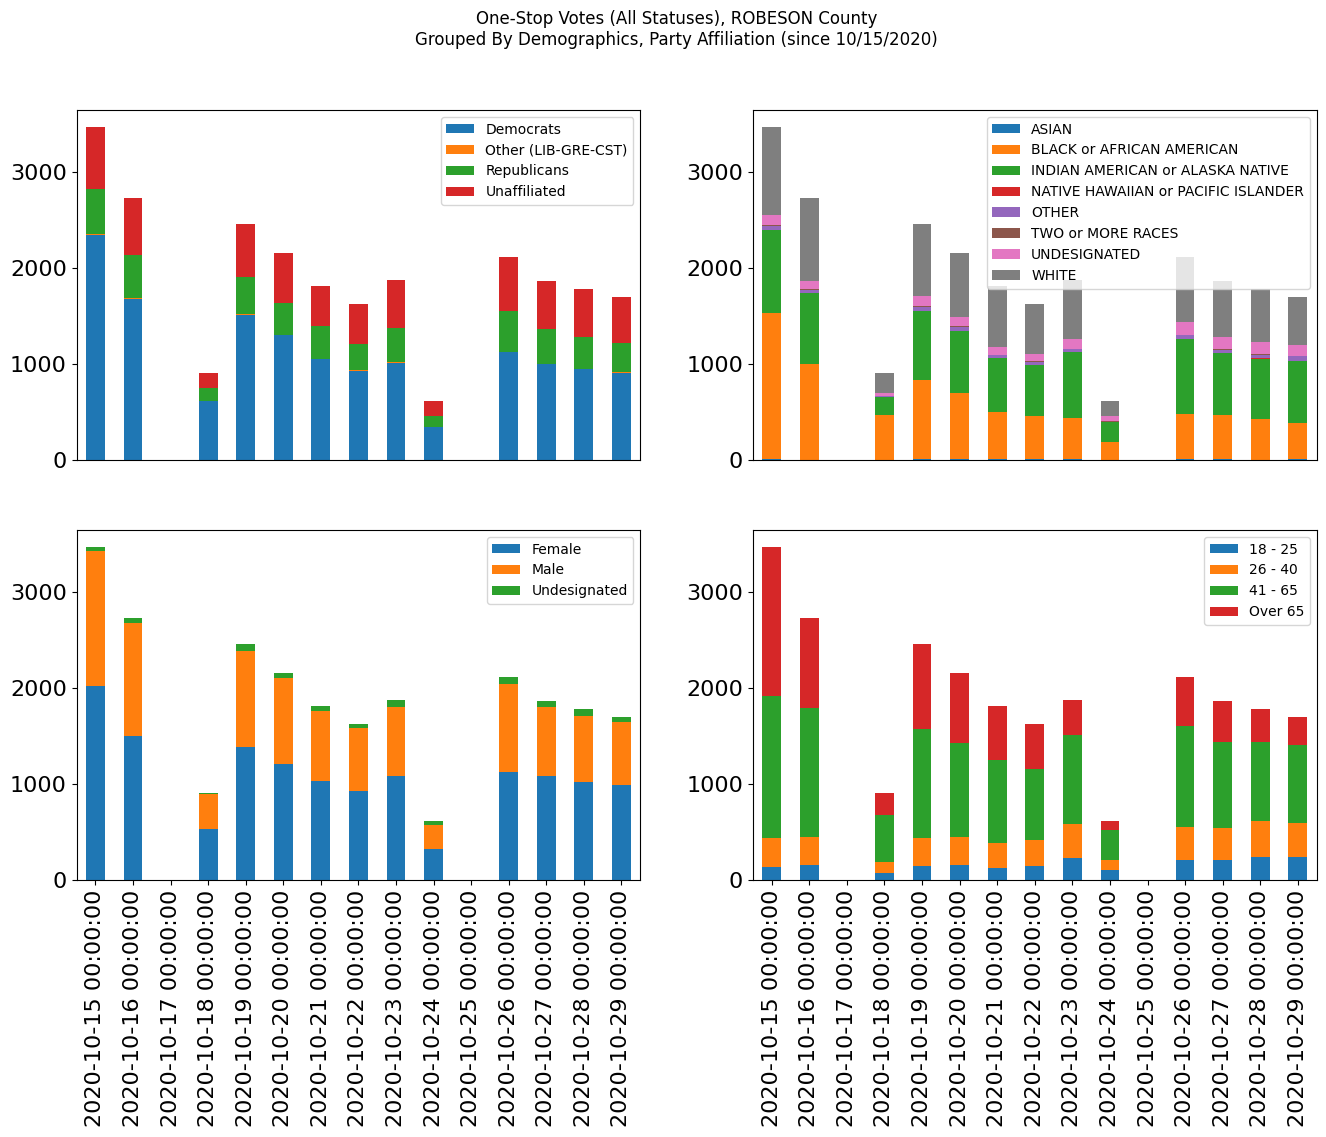 One-Stop Votes (All Statuses), ROBESON County
Grouped By Demographics, Party Affiliation (since 10/15/2020)
3000
2000
1000
0
Democrats
Other (LIB-GRE-CST)
Republicans
Unaffiliated
3000
2000
1000
0
ASIAN
BLACK or AFRICAN AMERICAN
INDIAN AMERICAN or ALASKA NATIVE
NATIVE HAWAIIAN or PACIFIC ISLANDER
OTHER
TWO or MORE RACES
UNDESIGNATED
WHITE
3000
2000
1000
0
Female
Male
Undesignated
2020-10-15 00:00:00
2020-10-16 00:00:00
2020-10-17 00:00:00
2020-10-18 00:00:00
2020-10-19 00:00:00
2020-10-20 00:00:00
2020-10-21 00:00:00
2020-10-22 00:00:00
2020-10-23 00:00:00
2020-10-24 00:00:00
2020-10-25 00:00:00
2020-10-26 00:00:00
2020-10-27 00:00:00
2020-10-28 00:00:00
2020-10-29 00:00:00
3000
2000
1000
0
18 - 25
26 - 40
41 - 65
Over 65
2020-10-15 00:00:00
2020-10-16 00:00:00
2020-10-17 00:00:00
2020-10-18 00:00:00
2020-10-19 00:00:00
2020-10-20 00:00:00
2020-10-21 00:00:00
2020-10-22 00:00:00
2020-10-23 00:00:00
2020-10-24 00:00:00
2020-10-25 00:00:00
2020-10-26 00:00:00
2020-10-27 00:00:00
2020-10-28 00:00:00
2020-10-29 00:00:00